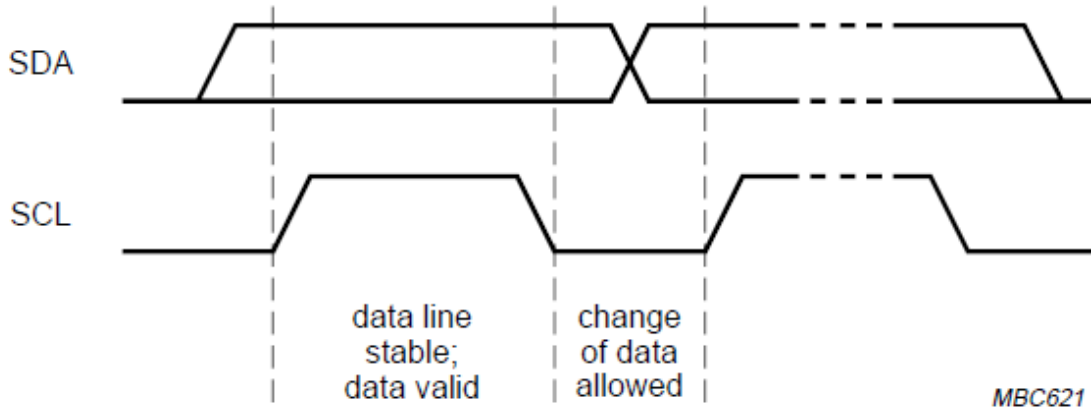 SDA
SCL
data line
stable;
data valid
change
of data
allowed
MBC621